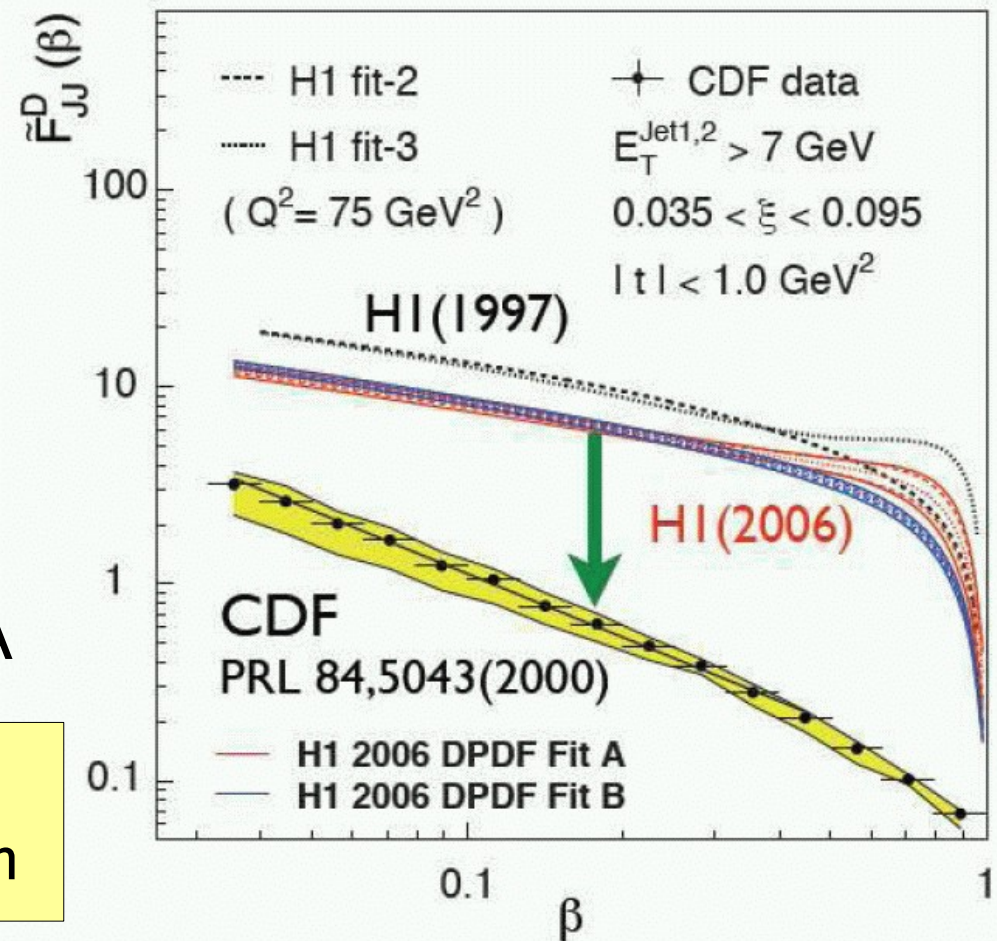 F̃ᴰ_JJ (β)
H1 fit-2
H1 fit-3
( Q²= 75 GeV² )
CDF data
E_T^Jet1,2 > 7 GeV
0.035 < ξ < 0.095
| t | < 1.0 GeV²
100
10
1
0.1
H1(1997)
H1(2006)
CDF
PRL 84,5043(2000)
H1 2006 DPDF Fit A
H1 2006 DPDF Fit B
0.1
1
β
A